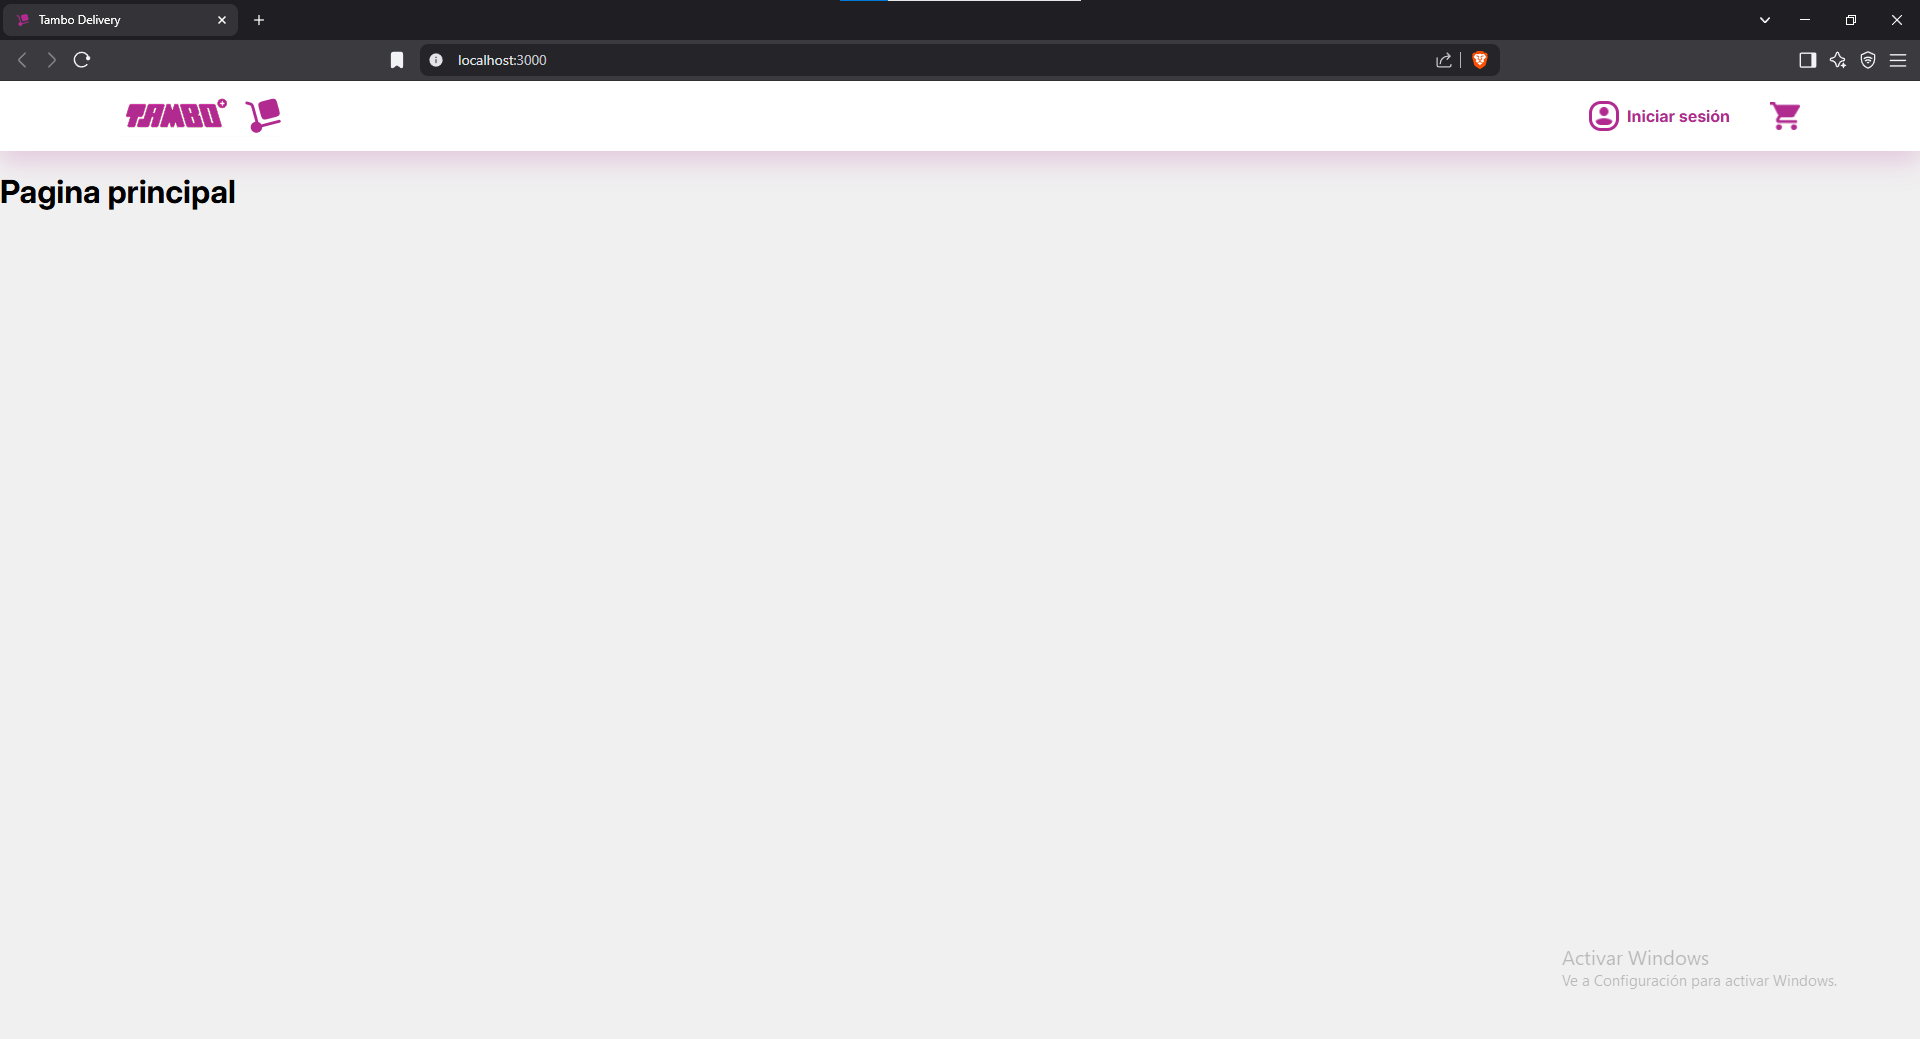 Tambo Delivery
localhost:3000
TAMBO+
Iniciar sesión
Pagina principal
Activar Windows
Ve a Configuración para activar Windows.